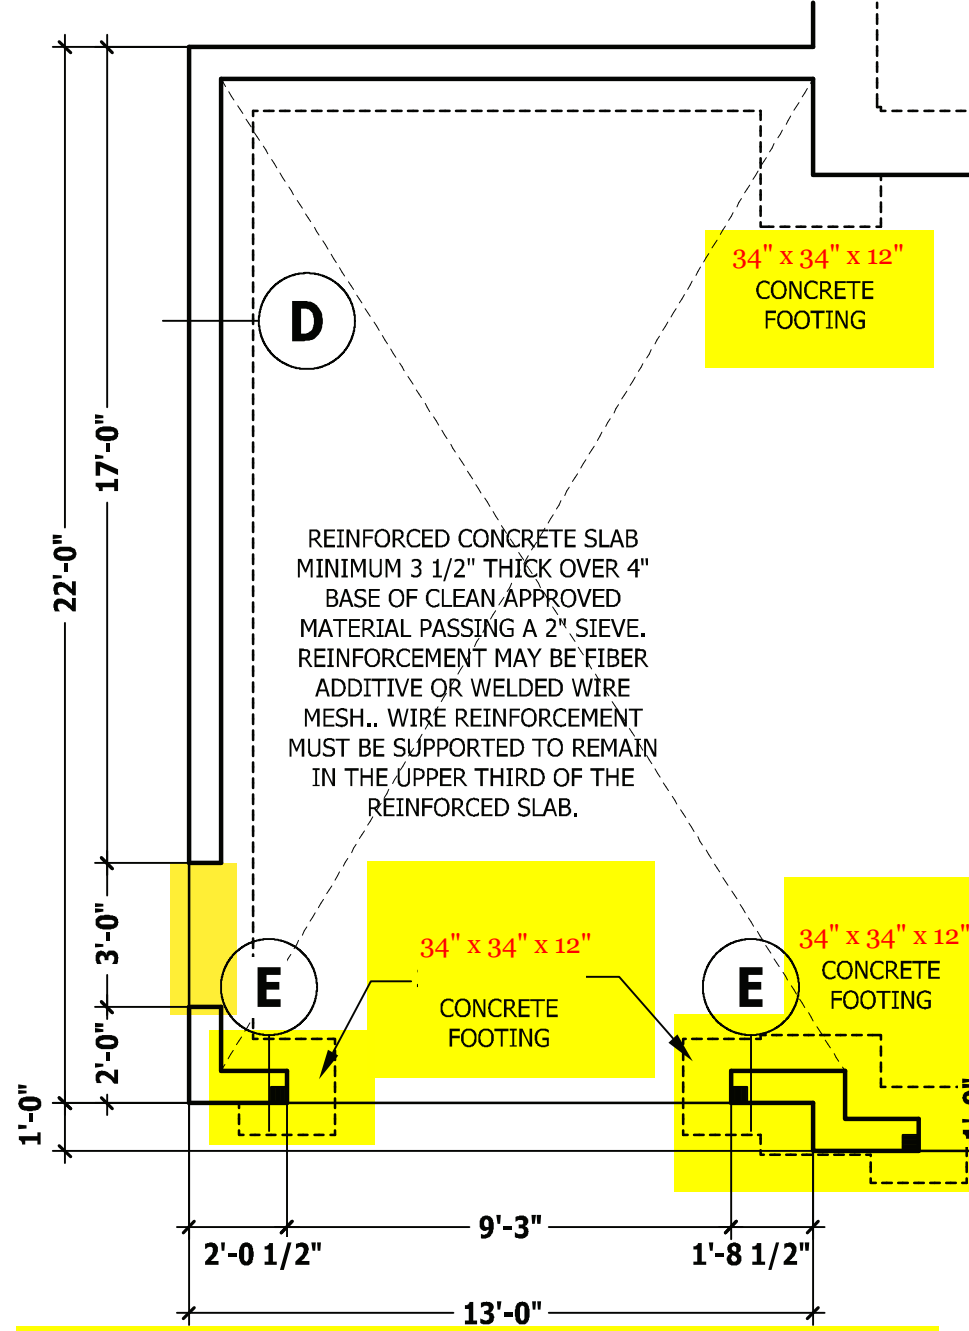 34" x 34" x 12"
CONCRETE
FOOTING
D
17'-0"
22'-0"
REINFORCED CONCRETE SLAB
MINIMUM 3 1/2" THICK OVER 4"
BASE OF CLEAN APPROVED
MATERIAL PASSING A 2" SIEVE.
REINFORCEMENT MAY BE FIBER
ADDITIVE OR WELDED WIRE
MESH.. WIRE REINFORCEMENT
MUST BE SUPPORTED TO REMAIN
IN THE UPPER THIRD OF THE
REINFORCED SLAB.
3'-0"
34" x 34" x 12"
CONCRETE
FOOTING
34" x 34" x 12"
CONCRETE
FOOTING
E
E
2'-0"
1'-0"
9'-3"
2'-0 1/2"
1'-8 1/2"
13'-0"